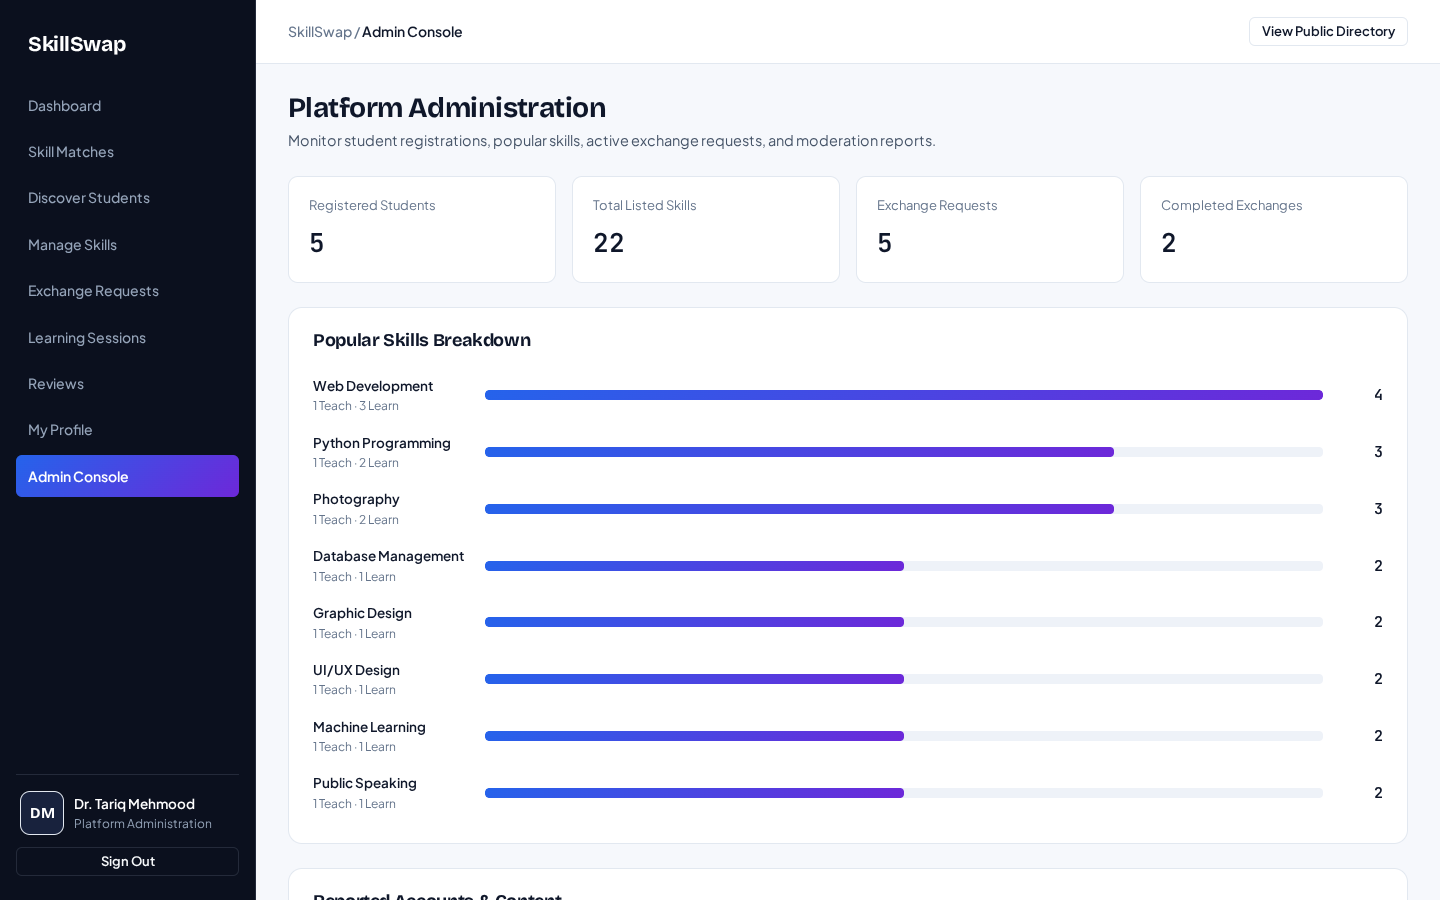 SkillSwap
Dashboard
Skill Matches
Discover Students
Manage Skills
Exchange Requests
Learning Sessions
Reviews
My Profile
Admin Console
DM
Dr. Tariq Mehmood
Platform Administration
Sign Out
SkillSwap / Admin Console
View Public Directory
Platform Administration
Monitor student registrations, popular skills, active exchange requests, and moderation reports.
Registered Students
5
Total Listed Skills
22
Exchange Requests
5
Completed Exchanges
2
Popular Skills Breakdown
Web Development
1 Teach · 3 Learn
4
Python Programming
1 Teach · 2 Learn
3
Photography
1 Teach · 2 Learn
3
Database Management
1 Teach · 1 Learn
2
Graphic Design
1 Teach · 1 Learn
2
UI/UX Design
1 Teach · 1 Learn
2
Machine Learning
1 Teach · 1 Learn
2
Public Speaking
1 Teach · 1 Learn
2
Reported Accounts & Content